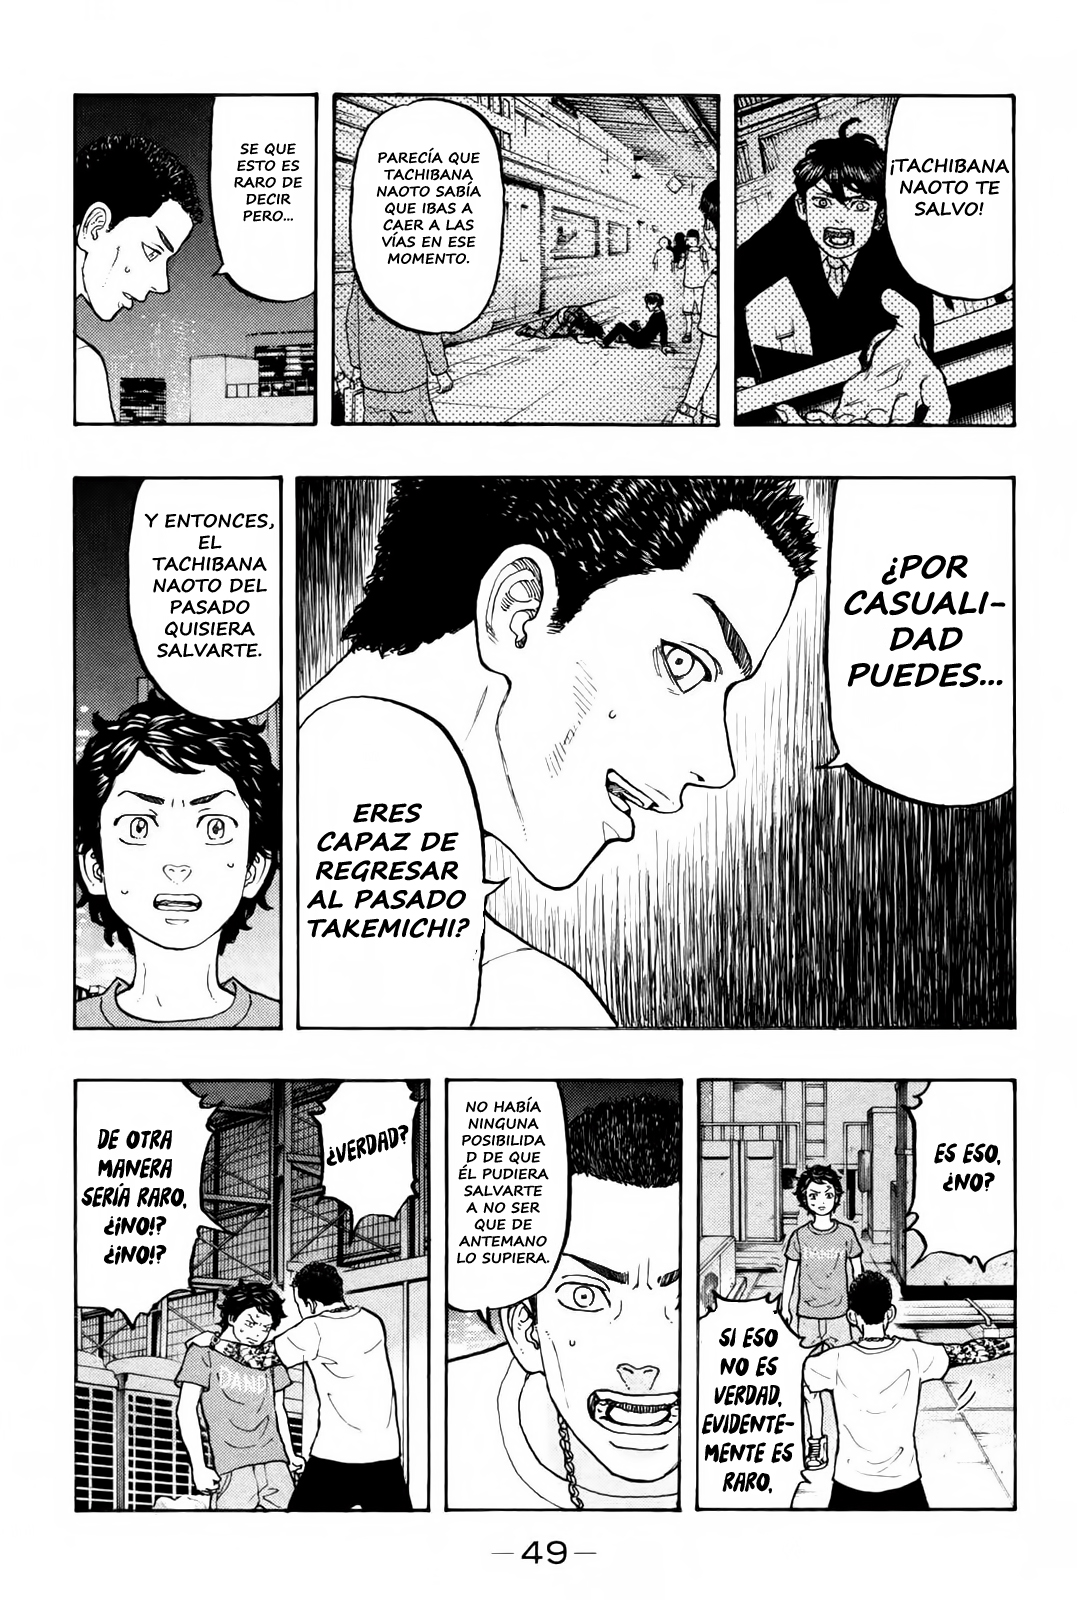 ¡TACHIBANA
NAOTO TE
SALVO!
PARECÍA QUE
TACHIBANA
NAOTO SABÍA
QUE IBAS A
CAER A LAS
VÍAS EN ESE
MOMENTO.
SE QUE
ESTO ES
RARO DE
DECIR
PERO...
¿POR
CASUALI-
DAD
PUEDES...
ERES
CAPAZ DE
REGRESAR
AL PASADO
TAKEMICHI?
Y ENTONCES,
EL
TACHIBANA
NAOTO DEL
PASADO
QUISIERA
SALVARTE.
ES ESO,
¿NO?
SI ESO
NO ES
VERDAD,
EVIDENTE-
MENTE ES
RARO.
NO HABÍA
NINGUNA
POSIBILIDA
D DE QUE
ÉL PUDIERA
SALVARTE
A NO SER
QUE DE
ANTEMANO
LO SUPIERA.
¿VERDAD?
DE OTRA
MANERA
SERÍA RARO,
¿¡NO!?
¿¡NO!?
DAND
— 49 —